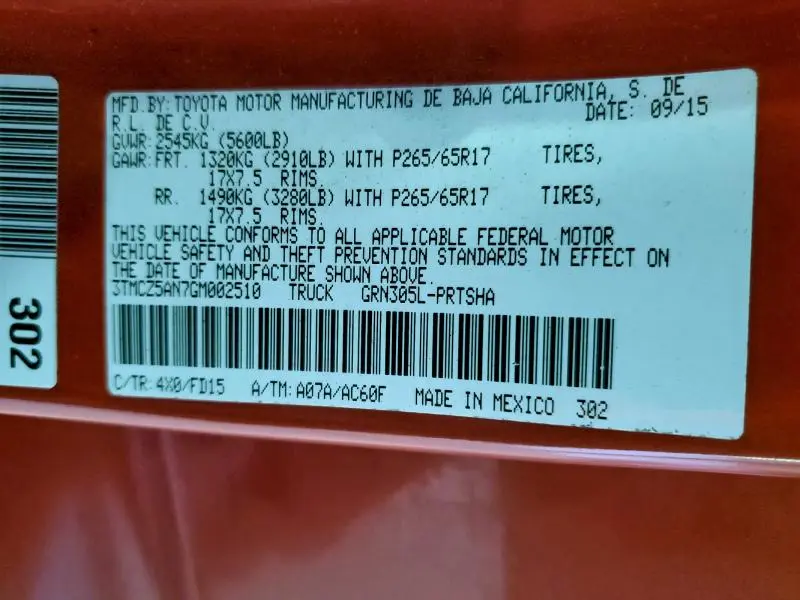 MFD.BY:TOYOTA MOTOR MANUFACTURING DE BAJA CALIFORNIA, S. DE
R.L. DE C.V. DATE: 09/15
GVWR:2545KG (5600LB)
GAWR:FRT. 1320KG (2910LB) WITH P265/65R17 TIRES,
17X7.5 RIMS.
RR. 1490KG (3280LB) WITH P265/65R17 TIRES,
17X7.5 RIMS.
THIS VEHICLE CONFORMS TO ALL APPLICABLE FEDERAL MOTOR
VEHICLE SAFETY AND THEFT PREVENTION STANDARDS IN EFFECT ON
THE DATE OF MANUFACTURE SHOWN ABOVE.
3TMCZ5AN7GM002510 TRUCK GRN305L-PRTSHA
C/TR:4X0/FD15 A/TM:A07A/AC60F MADE IN MEXICO 302
302